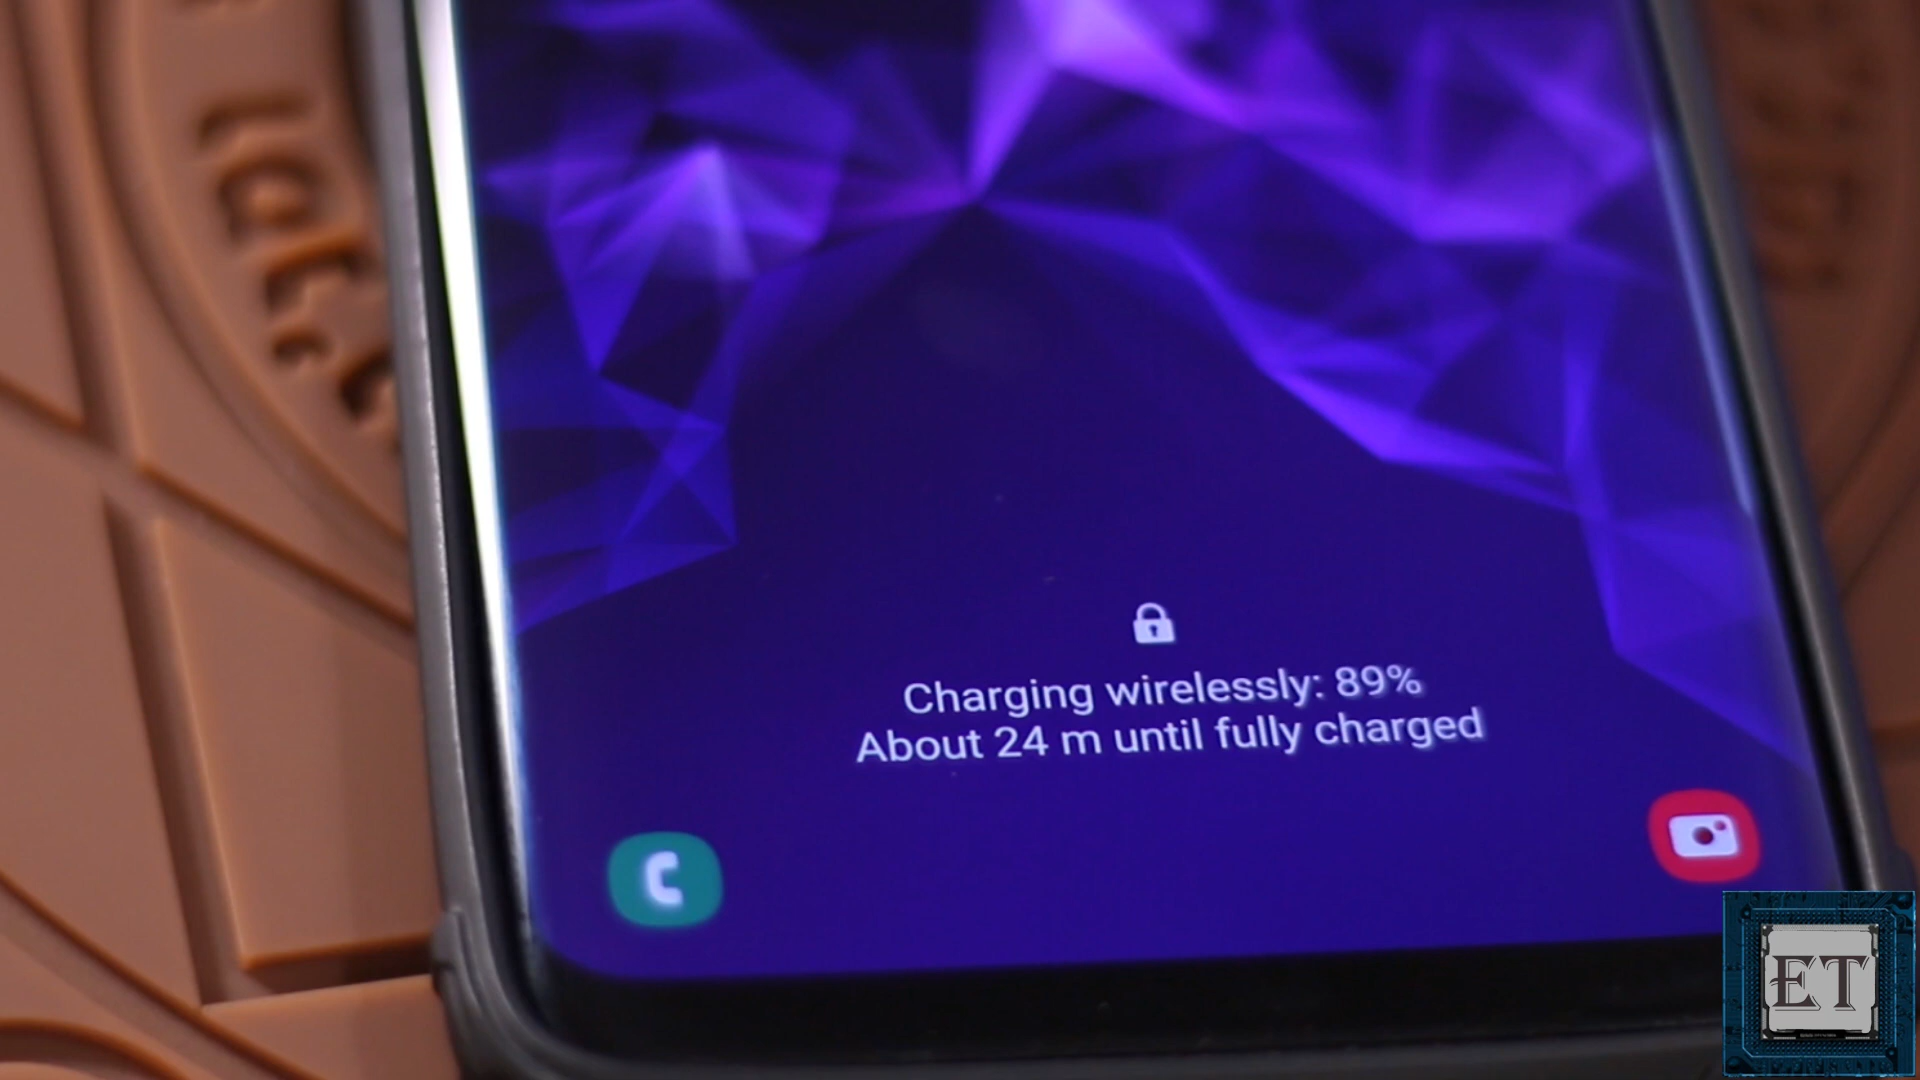 Charging wirelessly: 89%
About 24 m until fully charged
ET